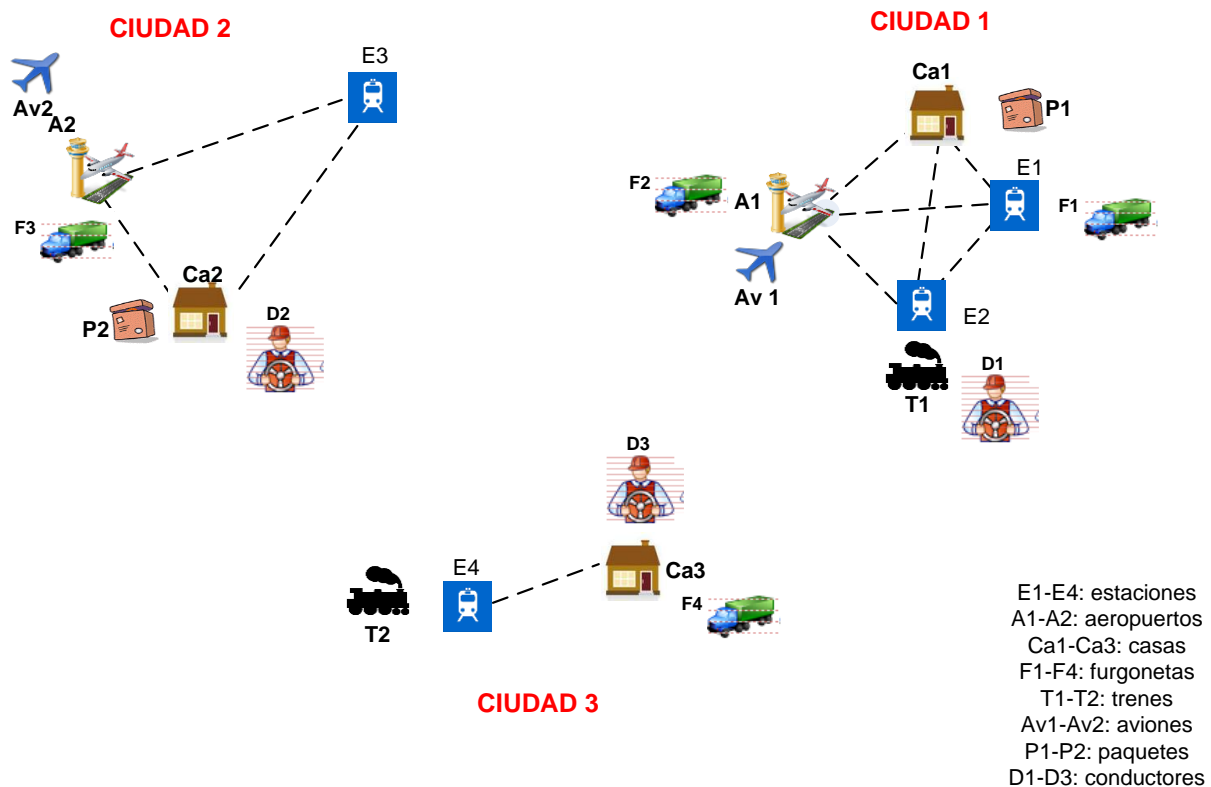 CIUDAD 2
E3
Av2
A2
F3
Ca2
P2
D2
CIUDAD 1
Ca1
P1
E1
F2
A1
F1
Av 1
E2
T1
D1
D3
E4
Ca3
T2
F4
CIUDAD 3
E1-E4: estaciones
A1-A2: aeropuertos
Ca1-Ca3: casas
F1-F4: furgonetas
T1-T2: trenes
Av1-Av2: aviones
P1-P2: paquetes
D1-D3: conductores